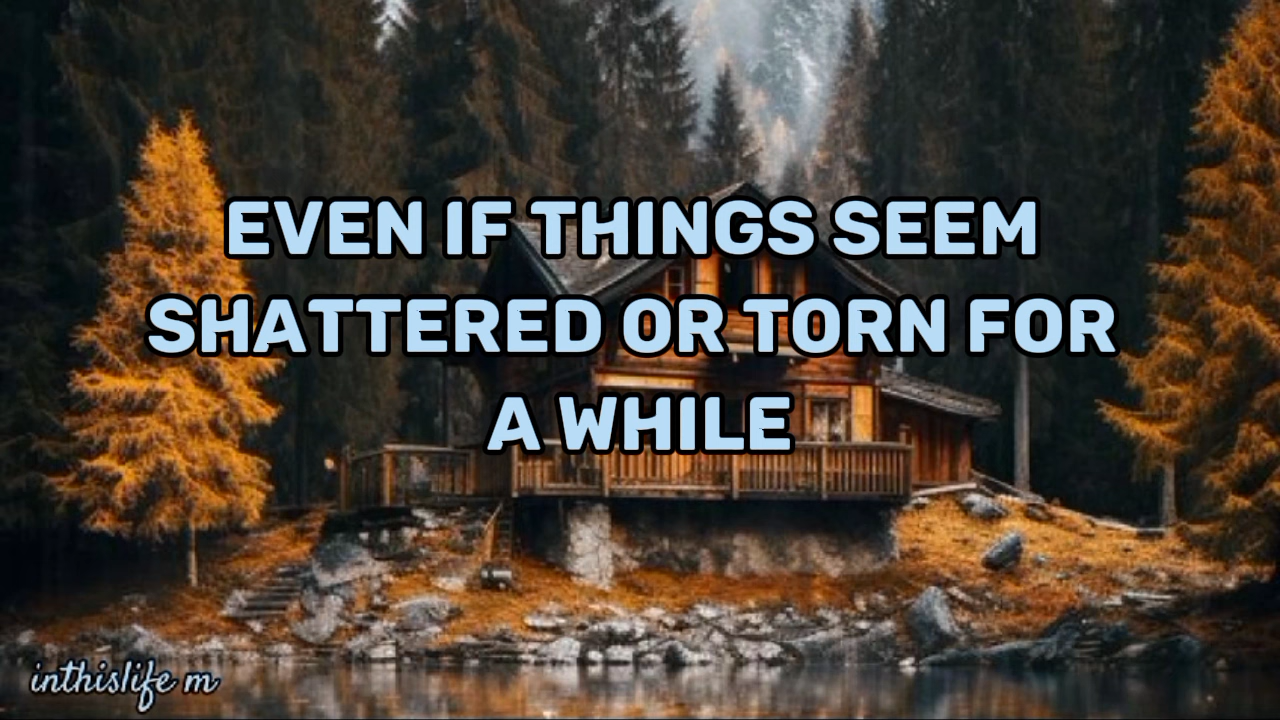 EVEN IF THINGS SEEM
SHATTERED OR TORN FOR
A WHILE
inthislife m